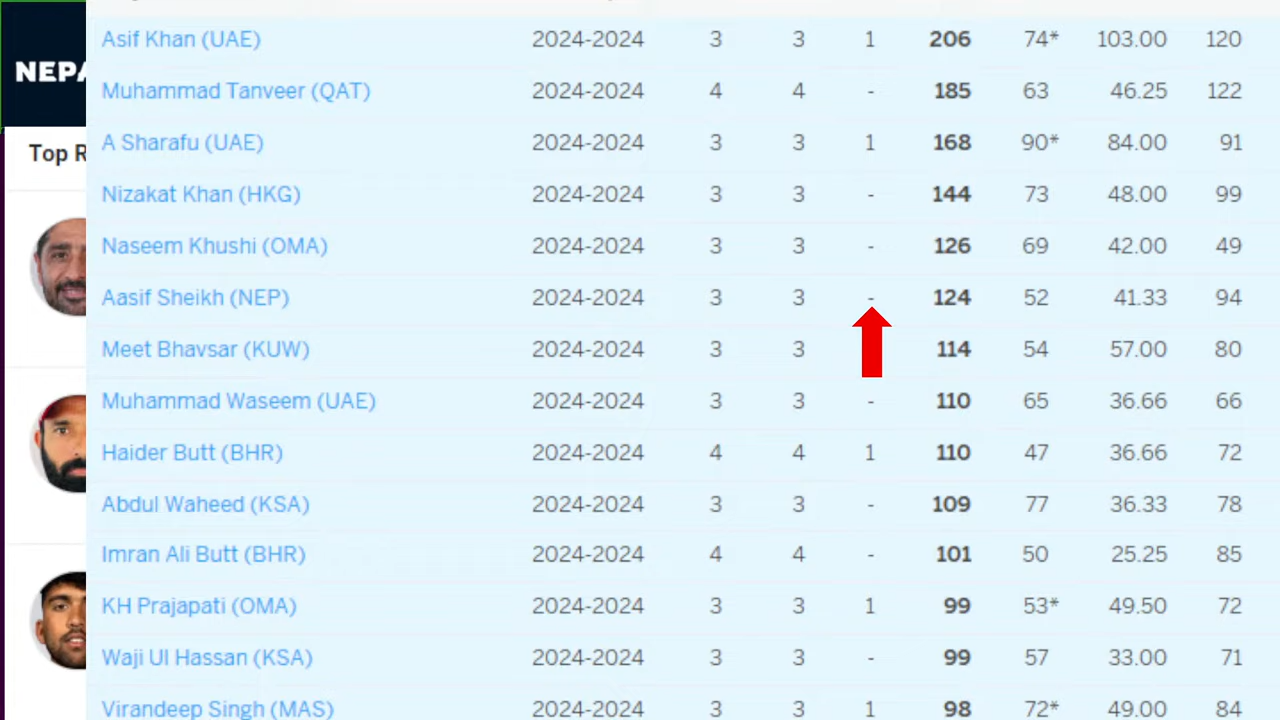 Asif Khan (UAE) 2024-2024 3 3 1 206 74* 103.00 120
NEPA
Muhammad Tanveer (QAT) 2024-2024 4 4 - 185 63 46.25 122
A Sharafu (UAE) 2024-2024 3 3 1 168 90* 84.00 91
Top R
Nizakat Khan (HKG) 2024-2024 3 3 - 144 73 48.00 99
Naseem Khushi (OMA) 2024-2024 3 3 - 126 69 42.00 49
Aasif Sheikh (NEP) 2024-2024 3 3 - 124 52 41.33 94
Meet Bhavsar (KUW) 2024-2024 3 3 114 54 57.00 80
Muhammad Waseem (UAE) 2024-2024 3 3 - 110 65 36.66 66
Haider Butt (BHR) 2024-2024 4 4 1 110 47 36.66 72
Abdul Waheed (KSA) 2024-2024 3 3 - 109 77 36.33 78
Imran Ali Butt (BHR) 2024-2024 4 4 - 101 50 25.25 85
KH Prajapati (OMA) 2024-2024 3 3 1 99 53* 49.50 72
Waji Ul Hassan (KSA) 2024-2024 3 3 - 99 57 33.00 71
Virandeep Singh (MAS) 2024-2024 3 3 1 98 72* 49.00 84